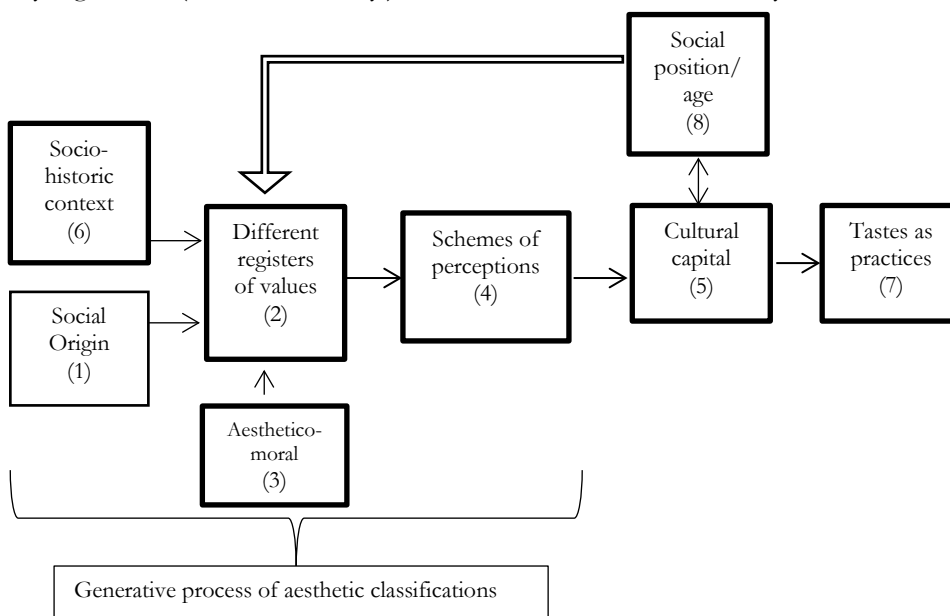 Social
position/
age
(8)
Socio-
historic
context
(6)
Different
registers
of values
(2)
Schemes of
perceptions
(4)
Cultural
capital
(5)
Tastes as
practices
(7)
Social
Origin
(1)
Aesthetico-
moral
(3)
Generative process of aesthetic classifications